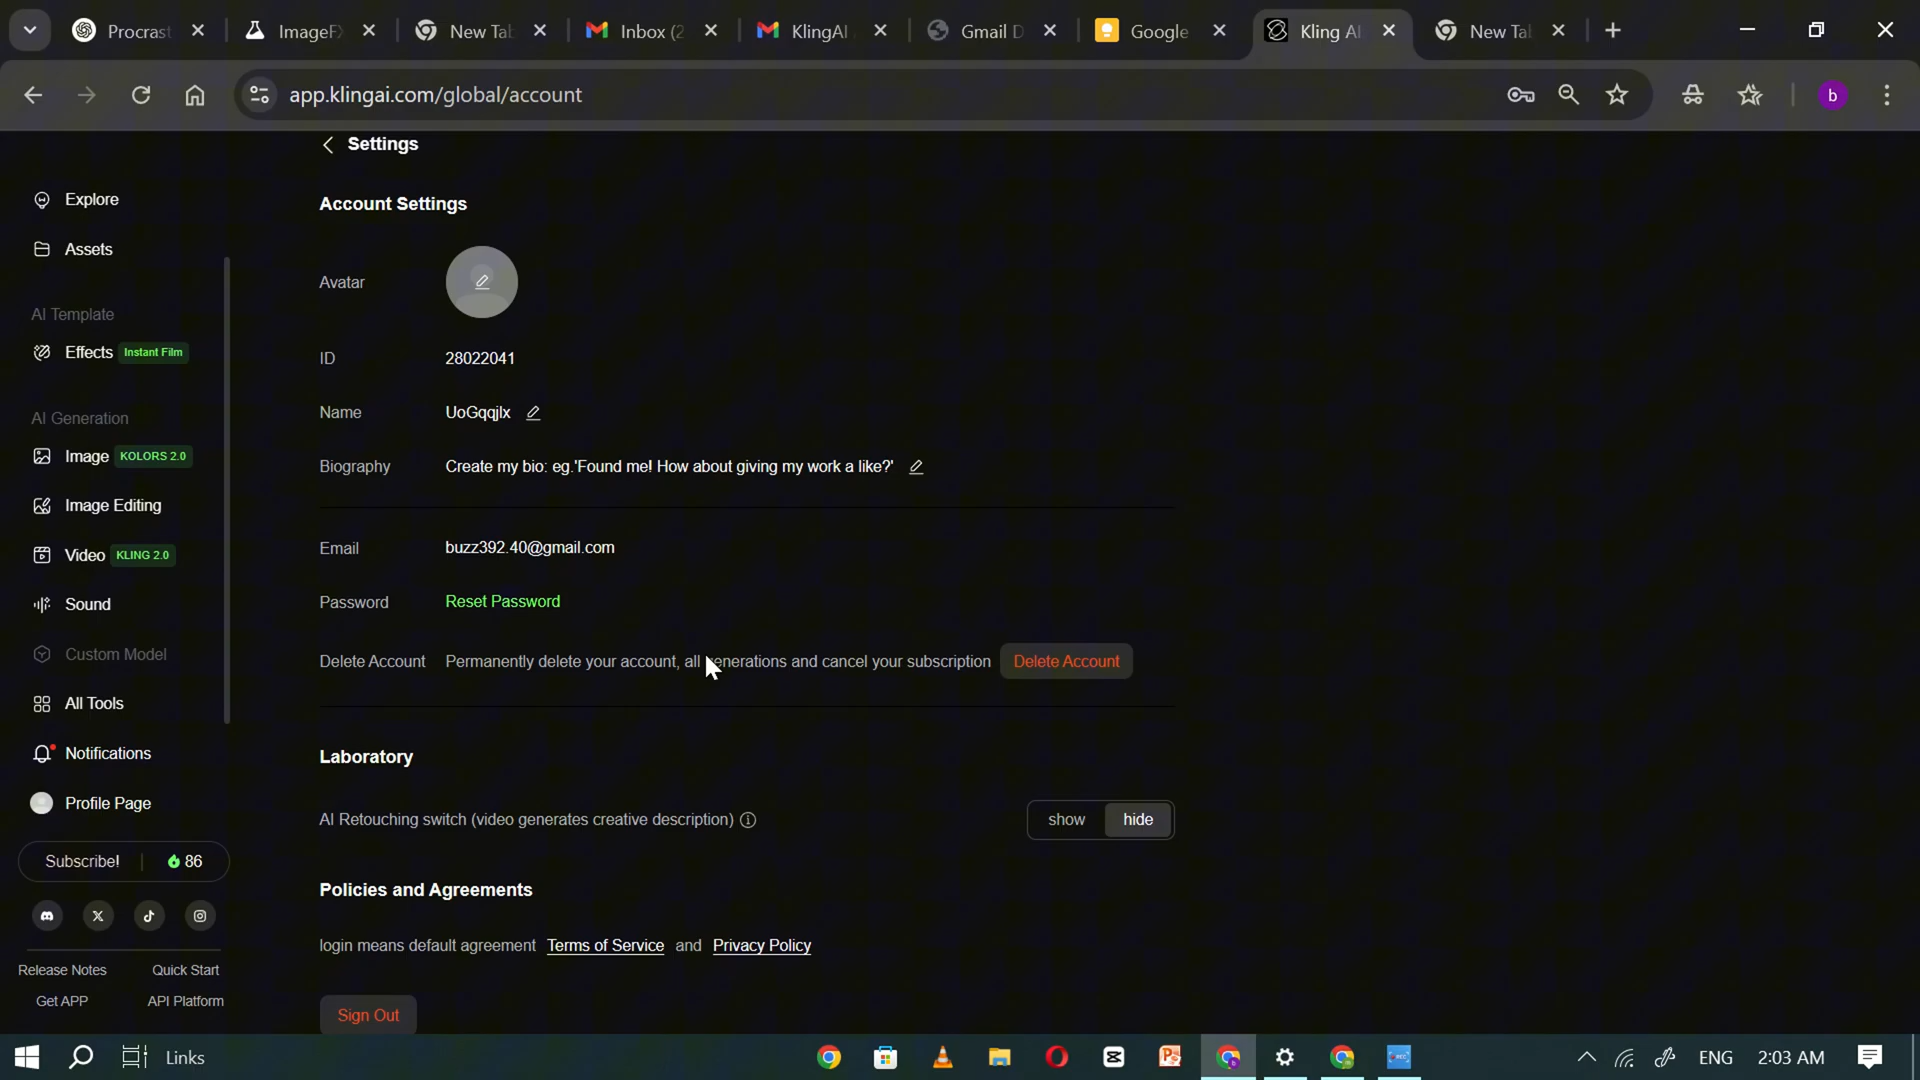 Procrast
ImageFX
New Tab
Inbox (2
KlingAI
Gmail D
Google
Kling AI
New Tab
app.klingai.com/global/account
b
Settings
Explore
Account Settings
Assets
Avatar
AI Template
Effects Instant Film
ID 28022041
Name UoGqqjlx
AI Generation
Image KOLORS 2.0
Biography Create my bio: eg.'Found me! How about giving my work a like?'
Image Editing
Video KLING 2.0
Email buzz392.40@gmail.com
Sound
Password Reset Password
Custom Model
Delete Account Permanently delete your account, all generations and cancel your subscription Delete Account
All Tools
Notifications
Laboratory
Profile Page
AI Retouching switch (video generates creative description) show hide
Subscribe! 86
Policies and Agreements
login means default agreement Terms of Service and Privacy Policy
Release Notes Quick Start
Get APP API Platform
Sign Out
Links
ENG 2:03 AM